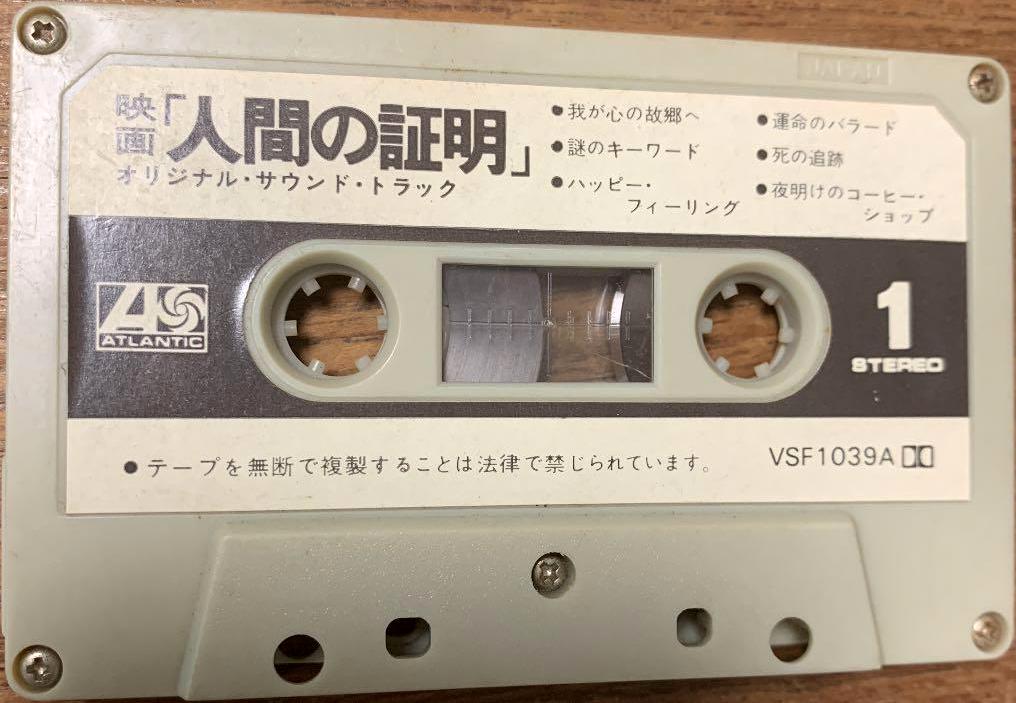 JAPAN
映画「人間の証明」
オリジナル・サウンド・トラック
●我が心の故郷へ
●謎のキーワード
●ハッピー・
フィーリング
●運命のバラード
●死の追跡
●夜明けのコーヒー・
ショップ
ATLANTIC
1
STEREO
●テープを無断で複製することは法律で禁じられています。
VSF1039A